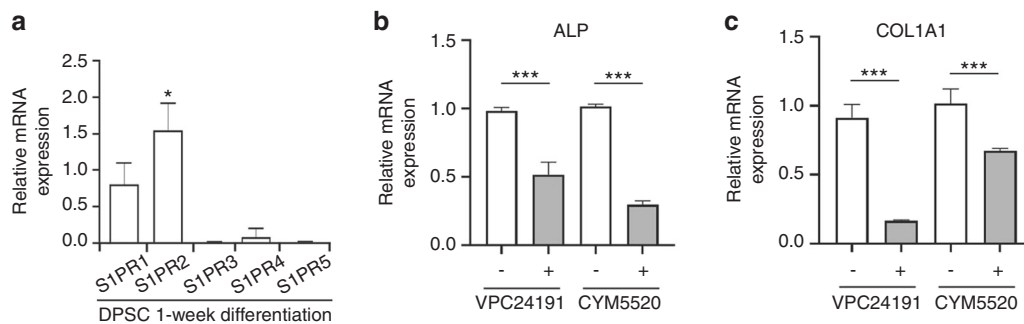 a
Relative mRNA
expression
2.5
2.0
1.5
1.0
0.5
0.0
*
S1PR1
S1PR2
S1PR3
S1PR4
S1PR5
DPSC 1-week differentiation
b
ALP
Relative mRNA
expression
1.5
1.0
0.5
0.0
***
***
- + - +
VPC24191 CYM5520
c
COL1A1
Relative mRNA
expression
1.5
1.0
0.5
0.0
***
***
- + - +
VPC24191 CYM5520